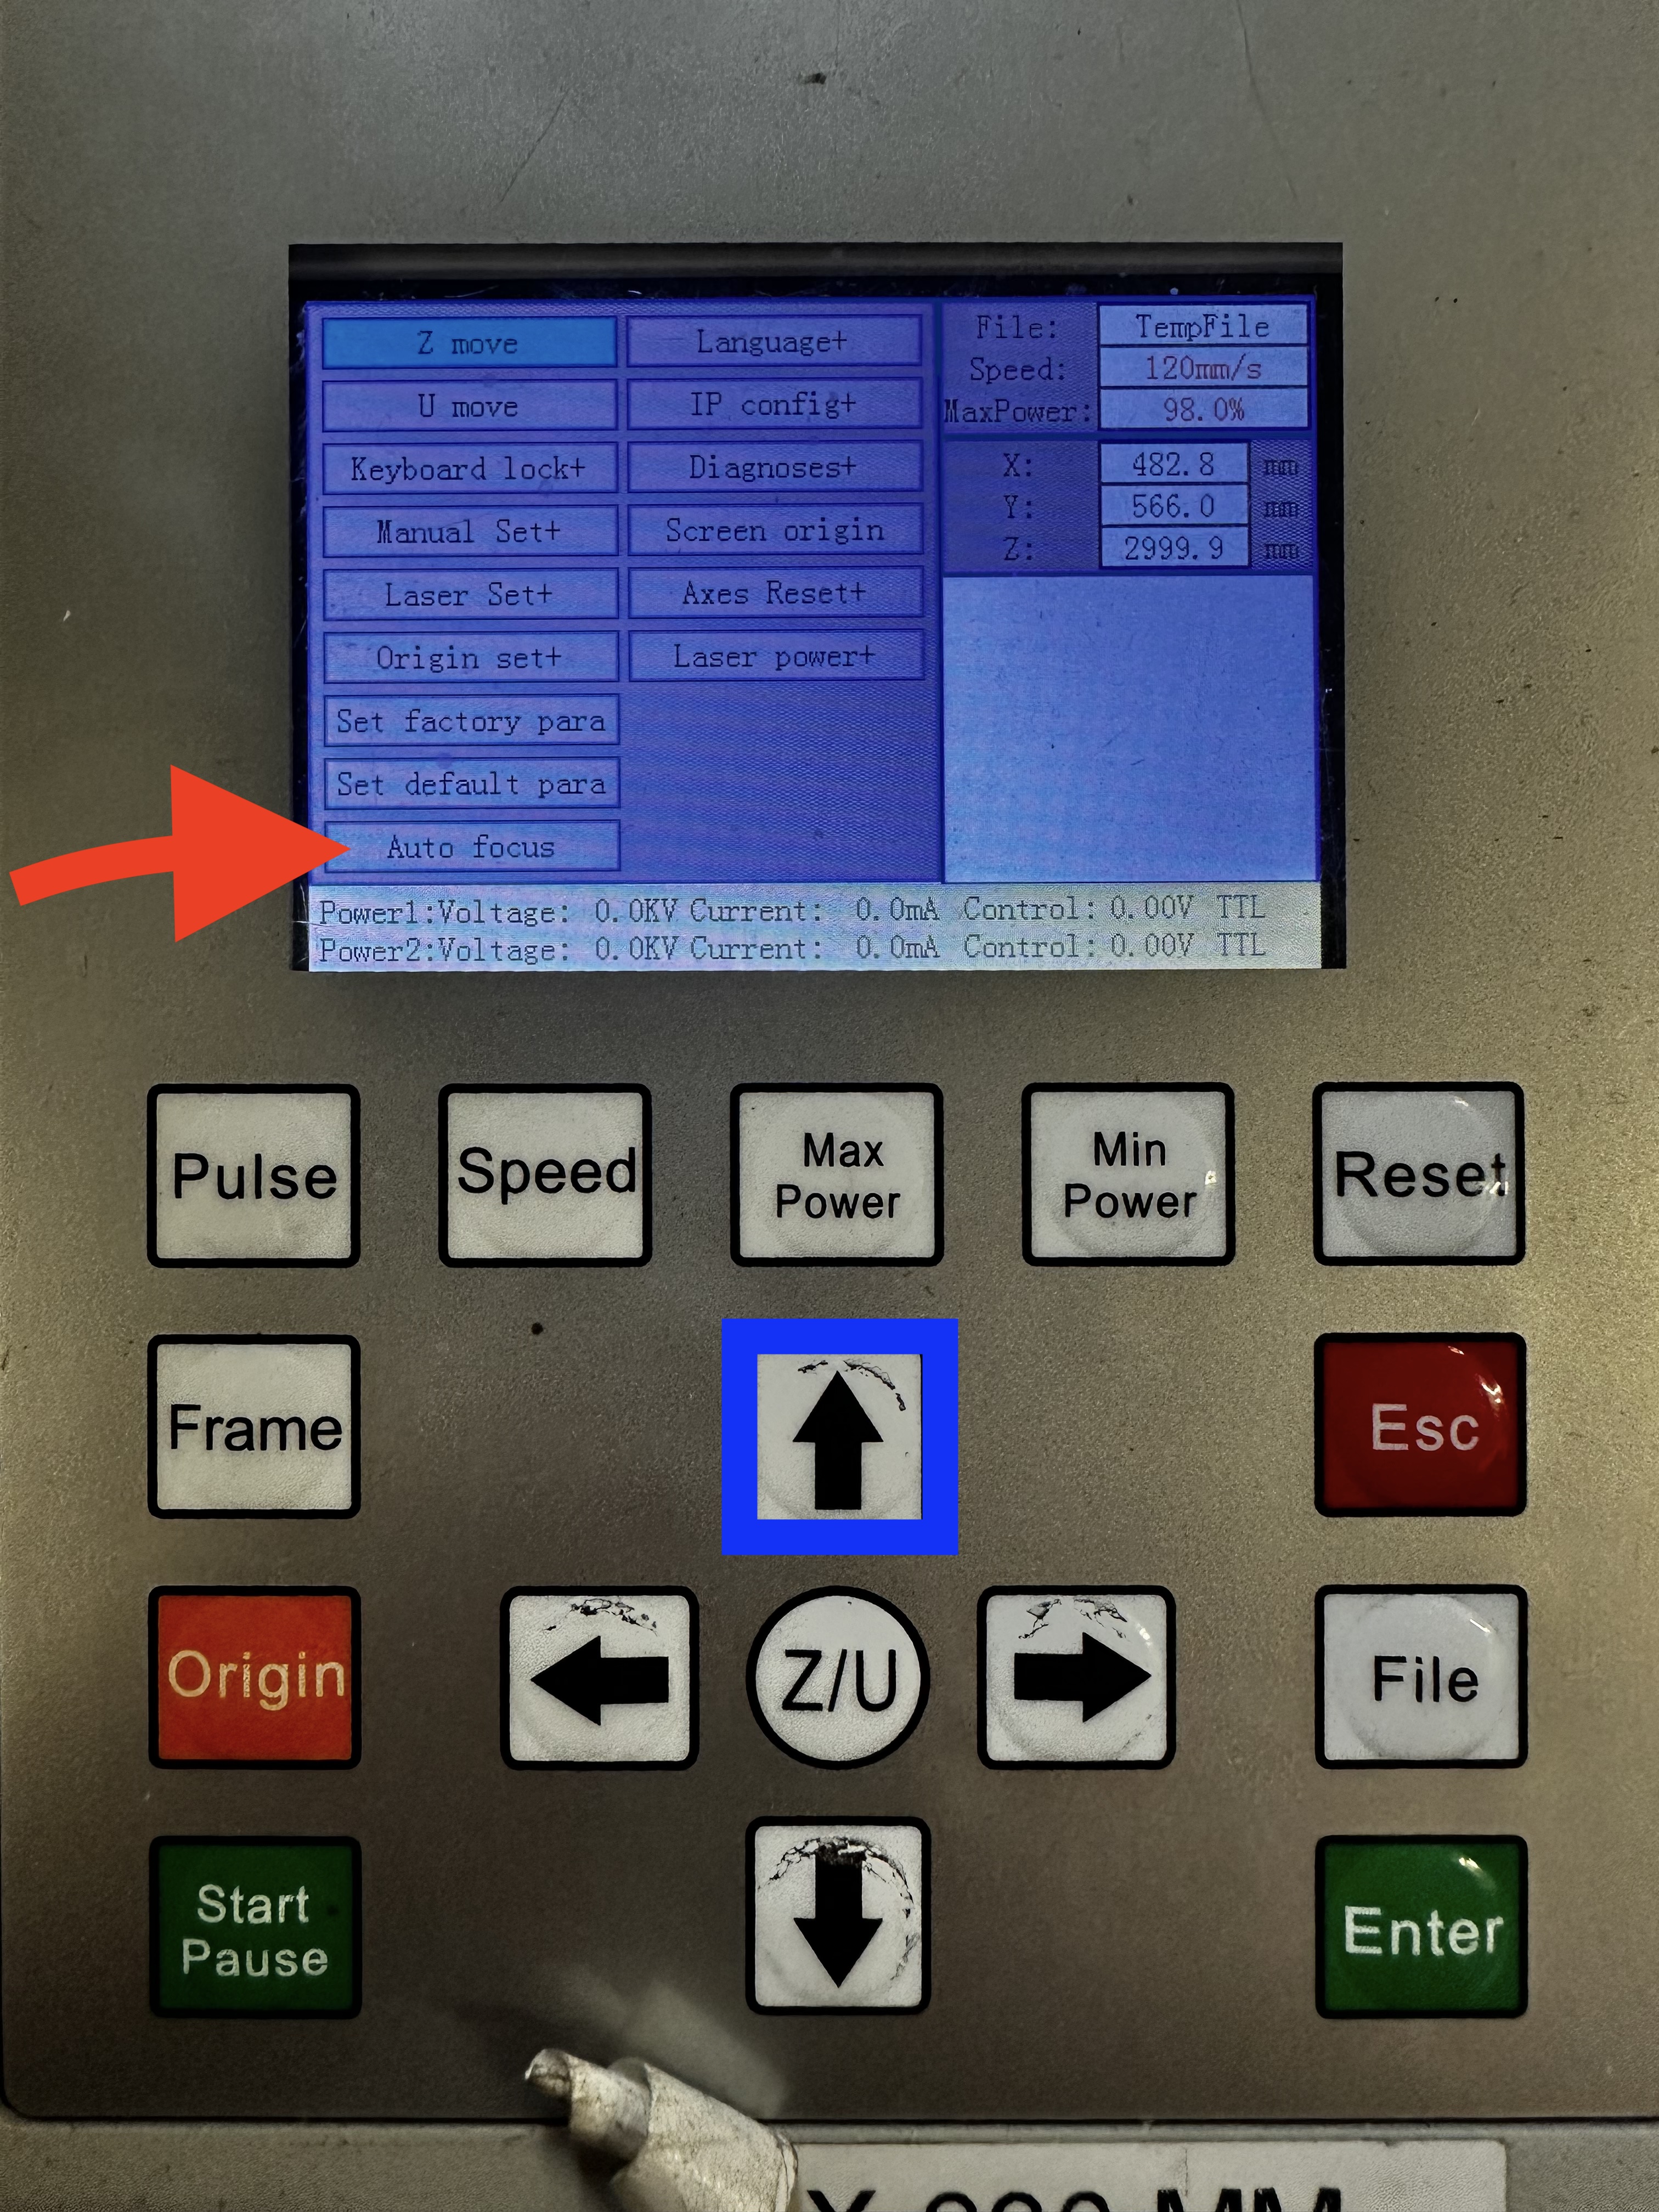 Z move
U move
Keyboard lock+
Manual Set+
Laser Set+
Origin set+
Set factory para
Set default para
Auto focus
Language+
IP config+
Diagnoses+
Screen origin
Axes Reset+
Laser power+
File: TempFile
Speed: 120mm/s
MaxPower: 98.0%
X: 482.8 mm
Y: 566.0 mm
Z: 2999.9 mm
Power1:Voltage: 0.0KV Current: 0.0mA Control: 0.00V TTL
Power2:Voltage: 0.0KV Current: 0.0mA Control: 0.00V TTL
Pulse
Speed
Max
Power
Min
Power
Reset
Frame
Esc
Origin
Z/U
File
Start
Pause
Enter
MM